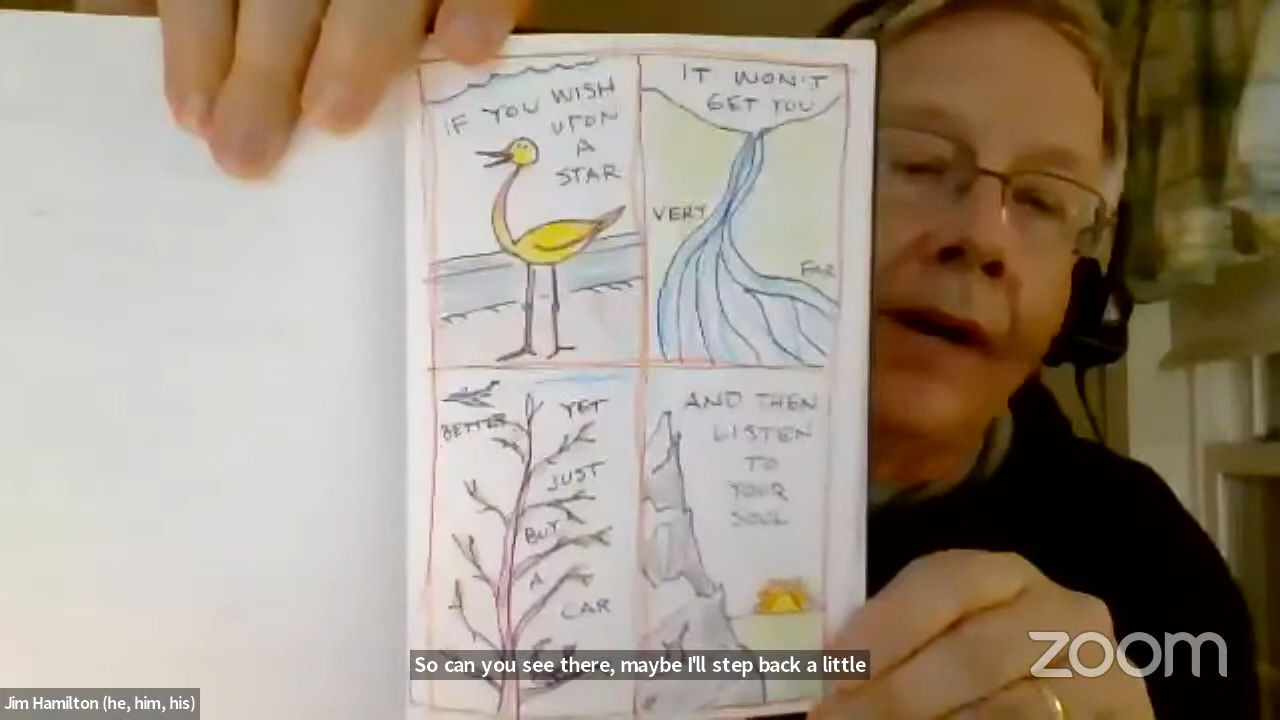 IF YOU WISH
UPON
A
STAR
IT WON'T
GET YOU
VERY
FAR
BETTER
YET
JUST
BUY
A
CAR
AND THEN
LISTEN
TO
YOUR
SOUL
So can you see there, maybe I'll step back a little
zoom
Jim Hamilton (he, him, his)